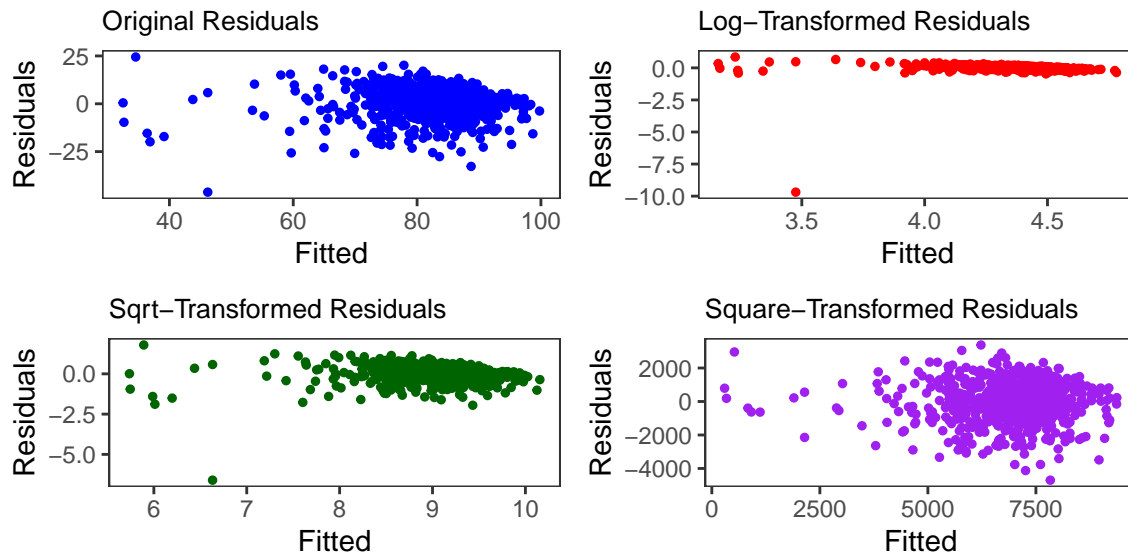 Original Residuals
25
0
−25
Residuals
40 60 80 100
Fitted
Log−Transformed Residuals
0.0
−2.5
−5.0
−7.5
−10.0
Residuals
3.5 4.0 4.5
Fitted
Sqrt−Transformed Residuals
0.0
−2.5
−5.0
Residuals
6 7 8 9 10
Fitted
Square−Transformed Residuals
2000
0
−2000
−4000
Residuals
0 2500 5000 7500
Fitted